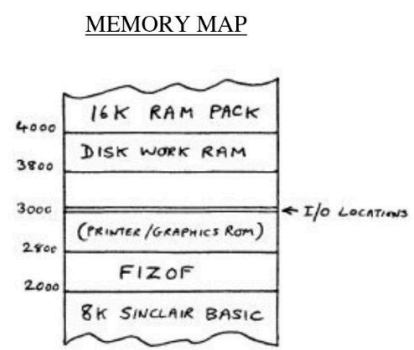 MEMORY MAP
16K RAM PACK
4000
DISK WORK RAM
3800
3000
I/O LOCATIONS
(PRINTER/GRAPHICS ROM)
2800
FIZOF
2000
8K SINCLAIR BASIC